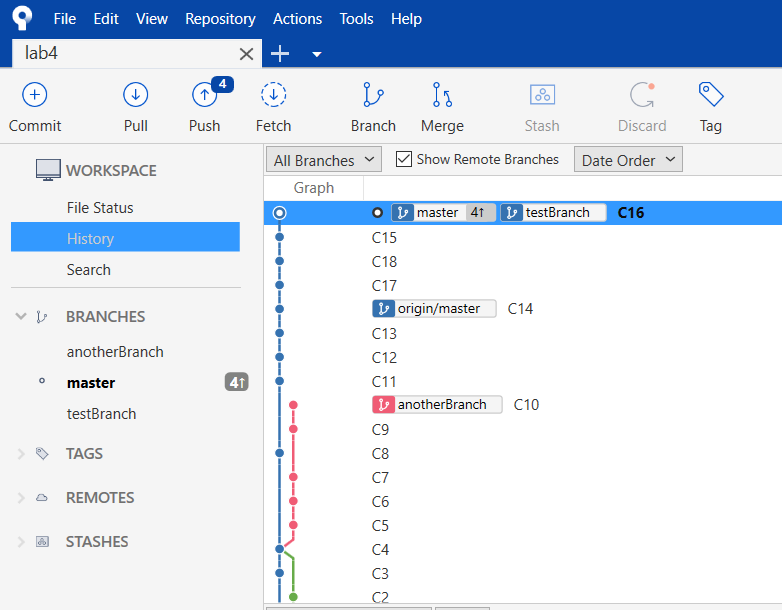 File Edit View Repository Actions Tools Help
lab4
4
Commit Pull Push Fetch Branch Merge Stash Discard Tag
WORKSPACE
File Status
History
Search
BRANCHES
anotherBranch
master 4↑
testBranch
TAGS
REMOTES
STASHES
All Branches Show Remote Branches Date Order
Graph
master 4↑ testBranch C16
C15
C18
C17
origin/master C14
C13
C12
C11
anotherBranch C10
C9
C8
C7
C6
C5
C4
C3
C2